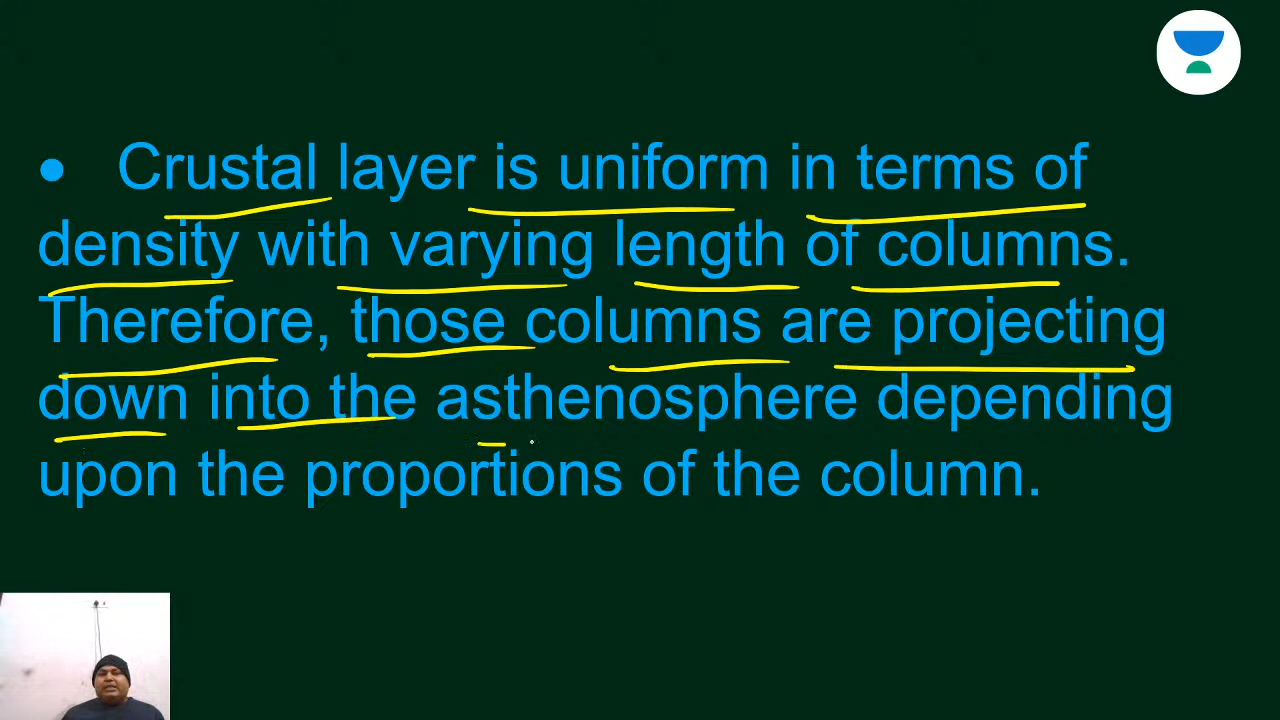 • Crustal layer is uniform in terms of
density with varying length of columns.
Therefore, those columns are projecting
down into the asthenosphere depending
upon the proportions of the column.